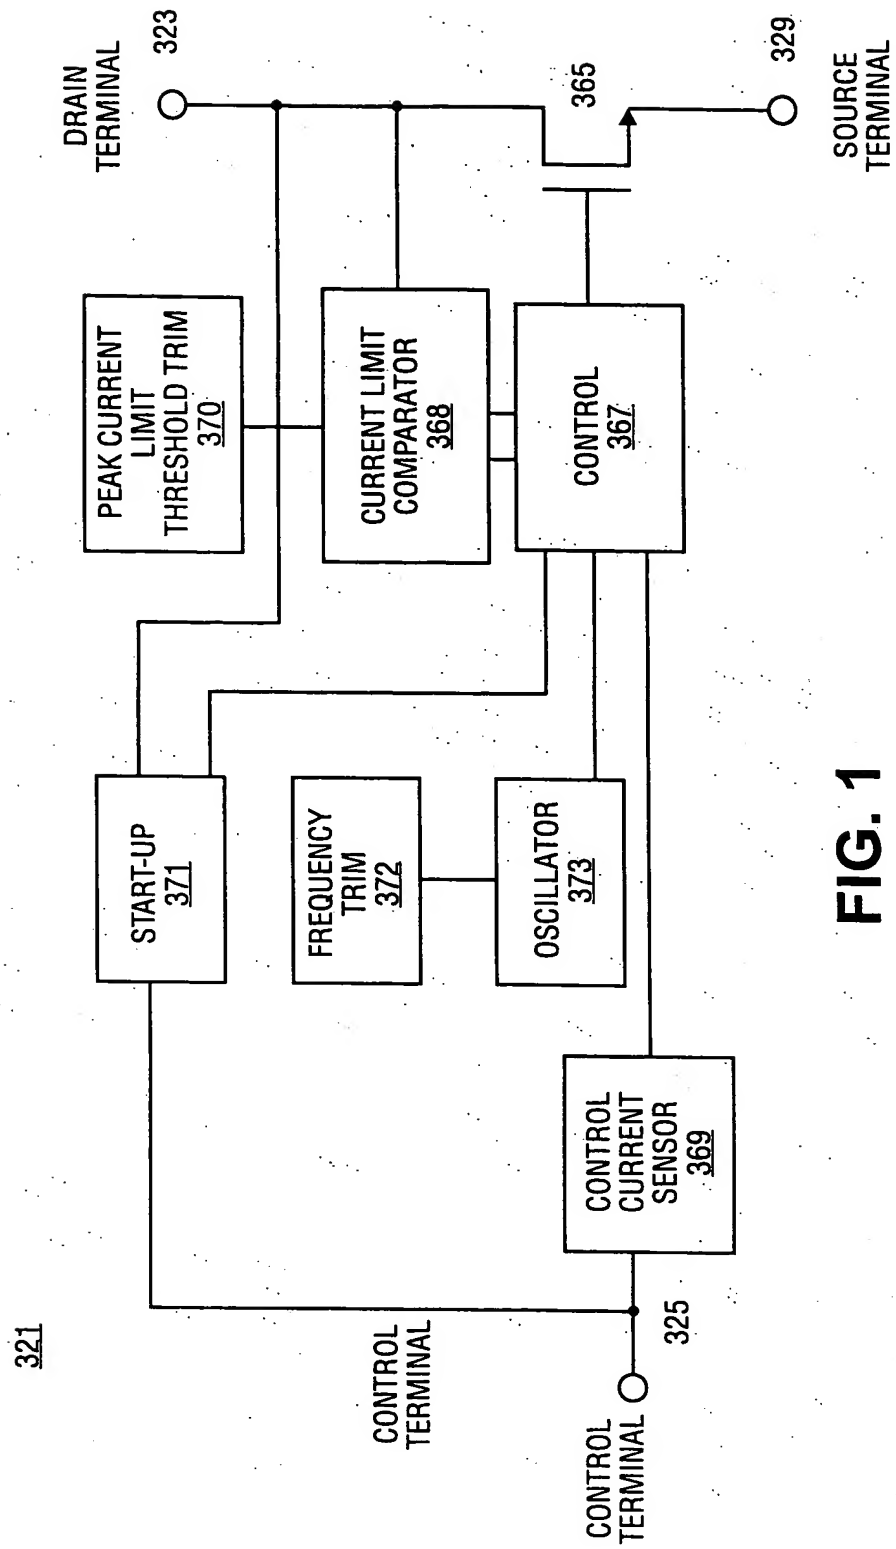 321
CONTROL
TERMINAL
CONTROL
TERMINAL
325
START-UP
371
FREQUENCY
TRIM
372
OSCILLATOR
373
CONTROL
CURRENT
SENSOR
369
PEAK CURRENT
LIMIT
THRESHOLD TRIM
370
CURRENT LIMIT
COMPARATOR
368
CONTROL
367
DRAIN
TERMINAL
323
365
329
SOURCE
TERMINAL
FIG. 1